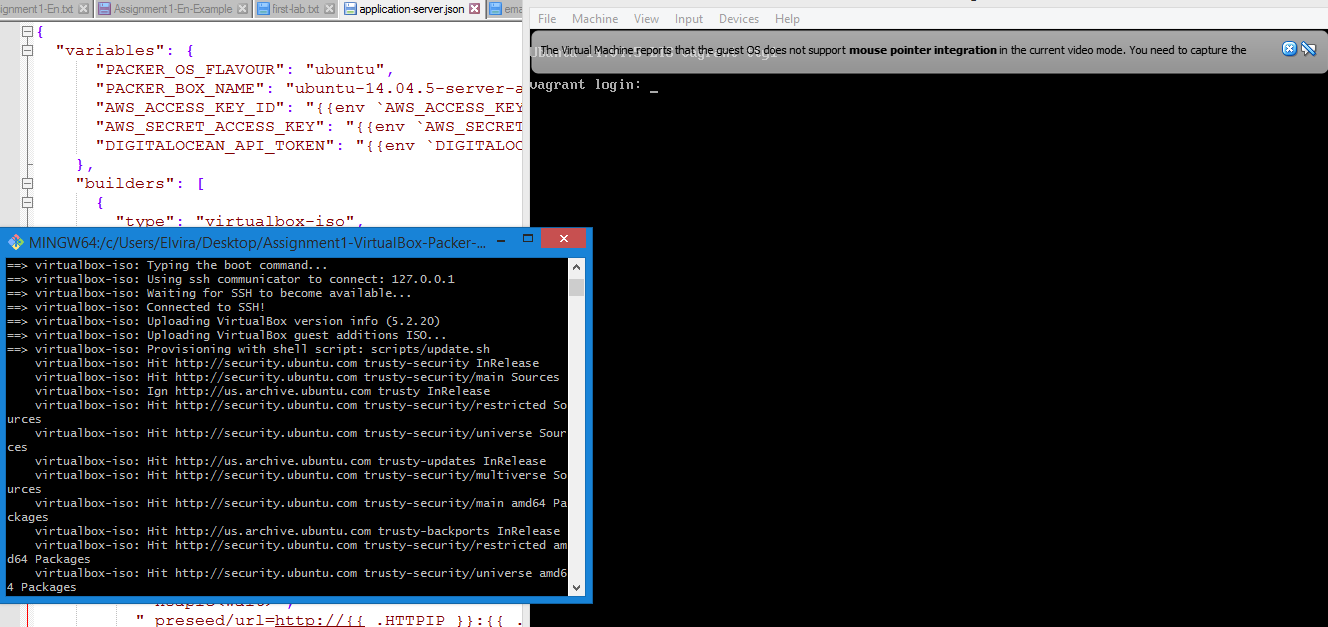 ignment1-En.txt Assignment1-En-Example first-lab.txt application-server.json ema
{
"variables": {
"PACKER_OS_FLAVOUR": "ubuntu",
"PACKER_BOX_NAME": "ubuntu-14.04.5-server-a
"AWS_ACCESS_KEY_ID": "{{env `AWS_ACCESS_KEY
"AWS_SECRET_ACCESS_KEY": "{{env `AWS_SECRET
"DIGITALOCEAN_API_TOKEN": "{{env `DIGITALOC
},
"builders": [
{
"type": "virtualbox-iso",
MINGW64:/c/Users/Elvira/Desktop/Assignment1-VirtualBox-Packer-...
==> virtualbox-iso: Typing the boot command...
==> virtualbox-iso: Using ssh communicator to connect: 127.0.0.1
==> virtualbox-iso: Waiting for SSH to become available...
==> virtualbox-iso: Connected to SSH!
==> virtualbox-iso: Uploading VirtualBox version info (5.2.20)
==> virtualbox-iso: Uploading VirtualBox guest additions ISO...
==> virtualbox-iso: Provisioning with shell script: scripts/update.sh
virtualbox-iso: Hit http://security.ubuntu.com trusty-security InRelease
virtualbox-iso: Hit http://security.ubuntu.com trusty-security/main Sources
virtualbox-iso: Ign http://us.archive.ubuntu.com trusty InRelease
virtualbox-iso: Hit http://security.ubuntu.com trusty-security/restricted So
urces
virtualbox-iso: Hit http://security.ubuntu.com trusty-security/universe Sour
ces
virtualbox-iso: Hit http://us.archive.ubuntu.com trusty-updates InRelease
virtualbox-iso: Hit http://security.ubuntu.com trusty-security/multiverse So
urces
virtualbox-iso: Hit http://security.ubuntu.com trusty-security/main amd64 Pa
ckages
virtualbox-iso: Hit http://us.archive.ubuntu.com trusty-backports InRelease
virtualbox-iso: Hit http://security.ubuntu.com trusty-security/restricted am
d64 Packages
virtualbox-iso: Hit http://security.ubuntu.com trusty-security/universe amd6
4 Packages
" preseed/url=http://{{ .HTTPIP }}:{{ .
File Machine View Input Devices Help
The Virtual Machine reports that the guest OS does not support mouse pointer integration in the current video mode. You need to capture the
vagrant login: _